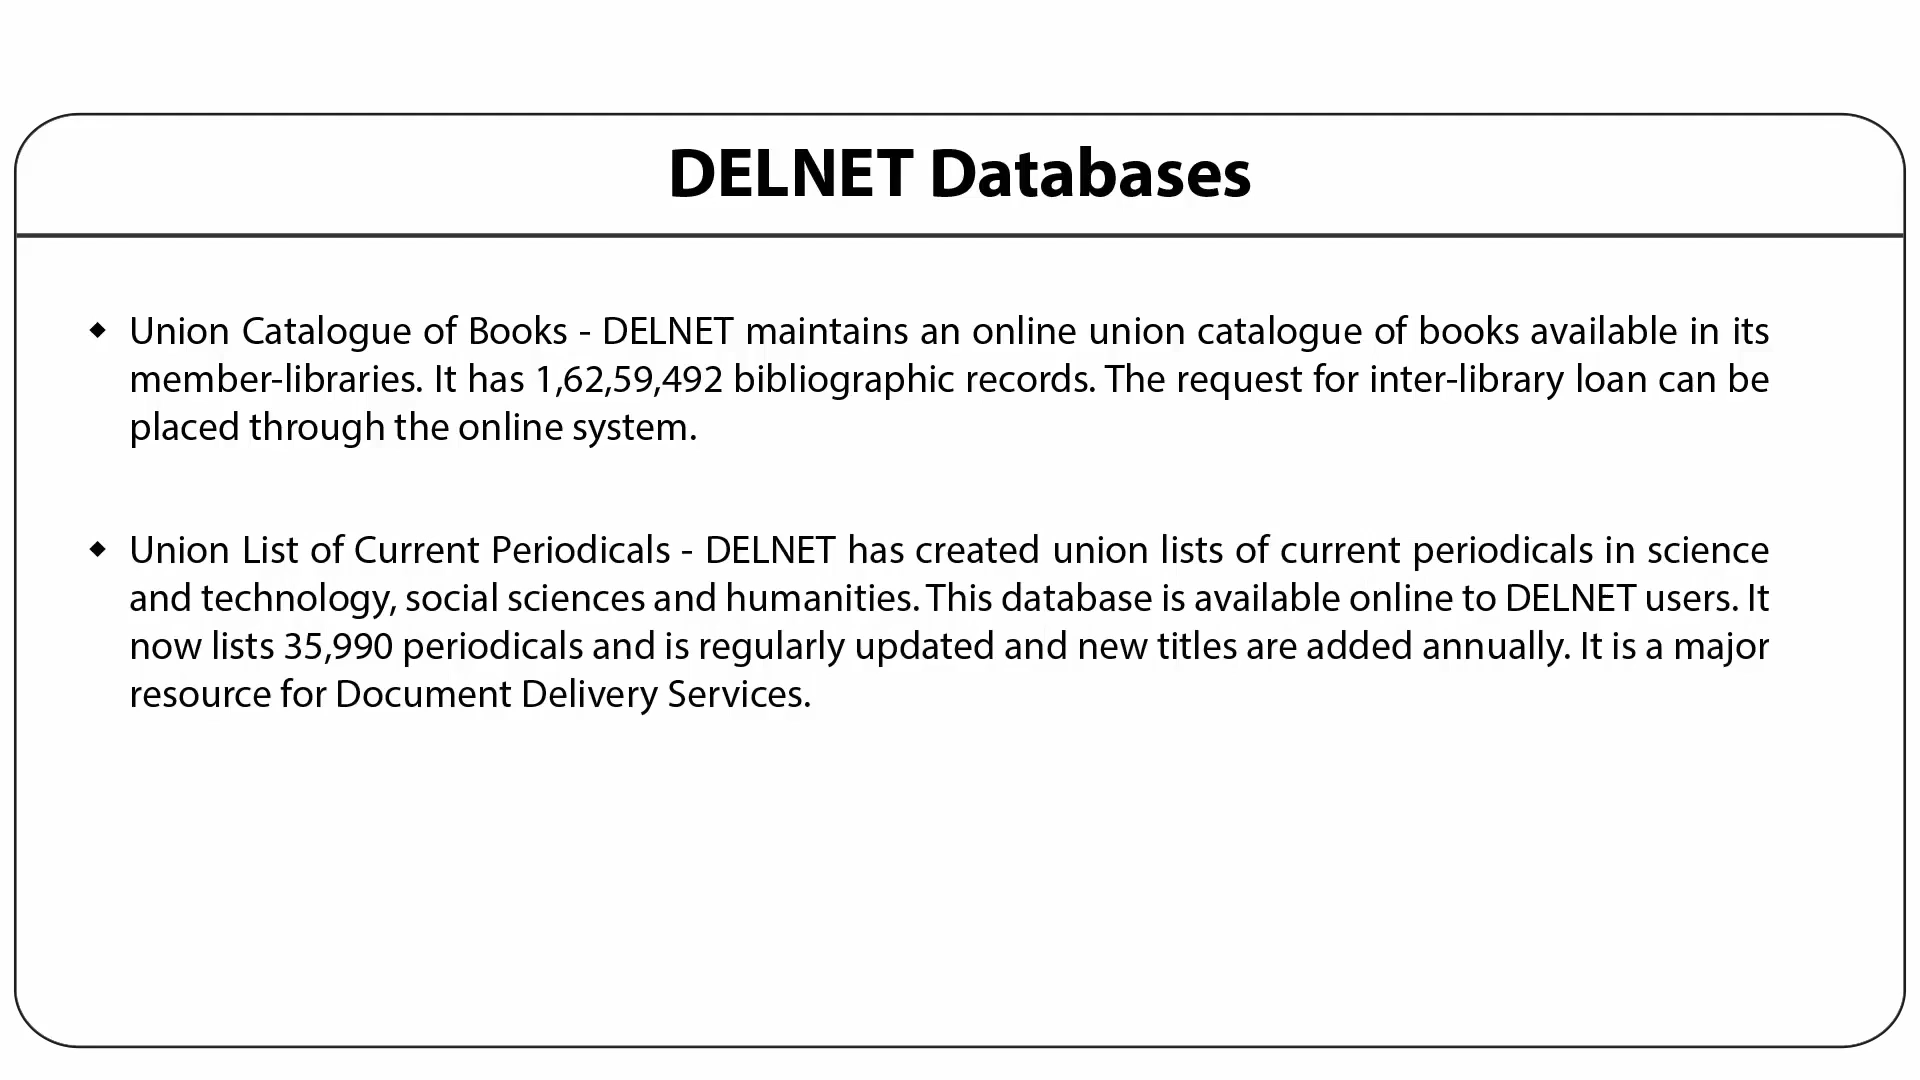 DELNET Databases
◆ Union Catalogue of Books - DELNET maintains an online union catalogue of books available in its
member-libraries. It has 1,62,59,492 bibliographic records. The request for inter-library loan can be
placed through the online system.
◆ Union List of Current Periodicals - DELNET has created union lists of current periodicals in science
and technology, social sciences and humanities. This database is available online to DELNET users. It
now lists 35,990 periodicals and is regularly updated and new titles are added annually. It is a major
resource for Document Delivery Services.